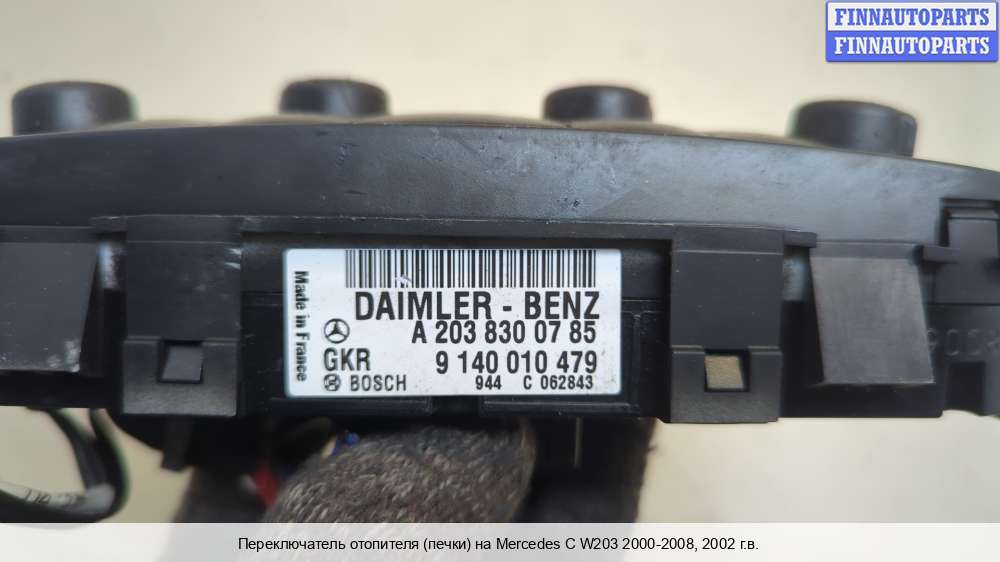 FINNAUTOPARTS
FINNAUTOPARTS
Made in France
DAIMLER - BENZ
A 203 830 07 85
GKR 9 140 010 479
BOSCH 944 C 062843
Переключатель отопителя (печки) на Mercedes C W203 2000-2008, 2002 г.в.